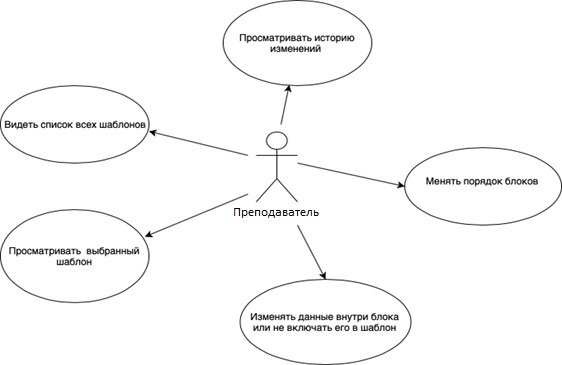 Просматривать историю
изменений
Видеть список всех шаблонов
Менять порядок блоков
Преподаватель
Просматривать выбранный
шаблон
Изменять данные внутри блока
или не включать его в шаблон